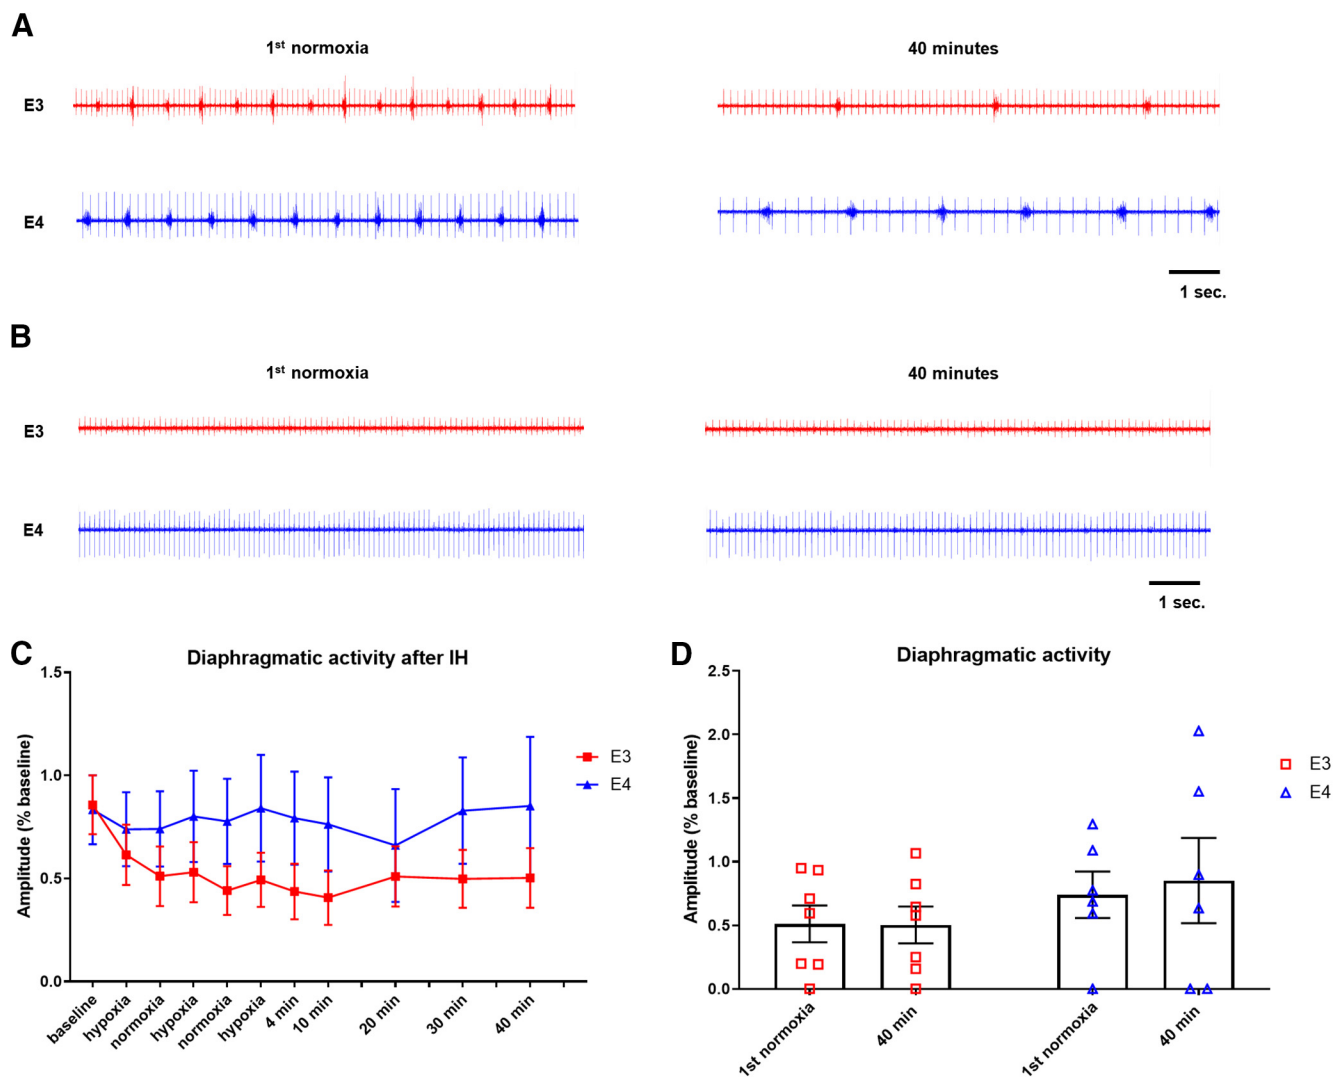 A
1st normoxia
40 minutes
E3
E4
1 sec.
B
1st normoxia
40 minutes
E3
E4
1 sec.
C
Diaphragmatic activity after IH
Amplitude (% baseline)
1.5
1.0
0.5
0.0
baseline
hypoxia
normoxia
hypoxia
normoxia
hypoxia
4 min
10 min
20 min
30 min
40 min
E3
E4
D
Diaphragmatic activity
Amplitude (% baseline)
2.5
2.0
1.5
1.0
0.5
0.0
1st normoxia
40 min
1st normoxia
40 min
E3
E4